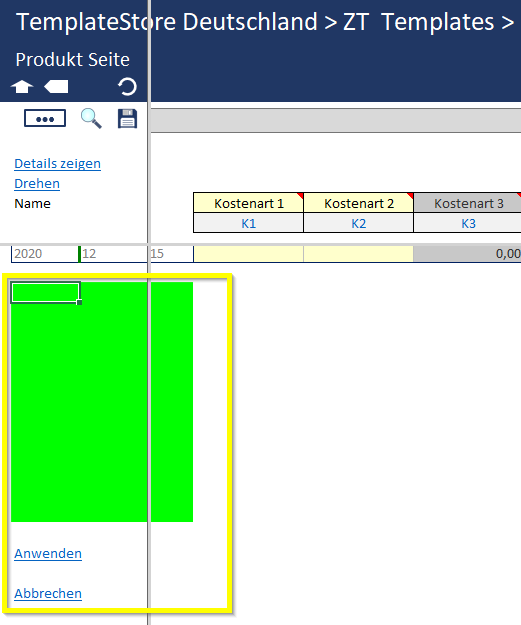 TemplateStore Deutschland > ZT Templates >
Produkt Seite
Details zeigen
Drehen
Name
Kostenart 1 Kostenart 2 Kostenart 3
K1 K2 K3
2020 12 15 0,00
Anwenden
Abbrechen